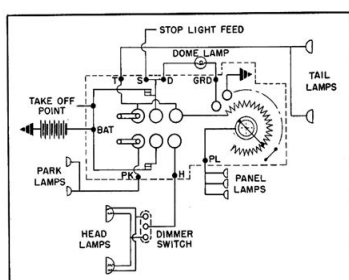 STOP LIGHT FEED
DOME LAMP
T
S
D
GRD
TAIL
LAMPS
TAKE OFF
POINT
BAT
PARK
LAMPS
PK
H
PL
PANEL
LAMPS
HEAD
LAMPS
DIMMER
SWITCH